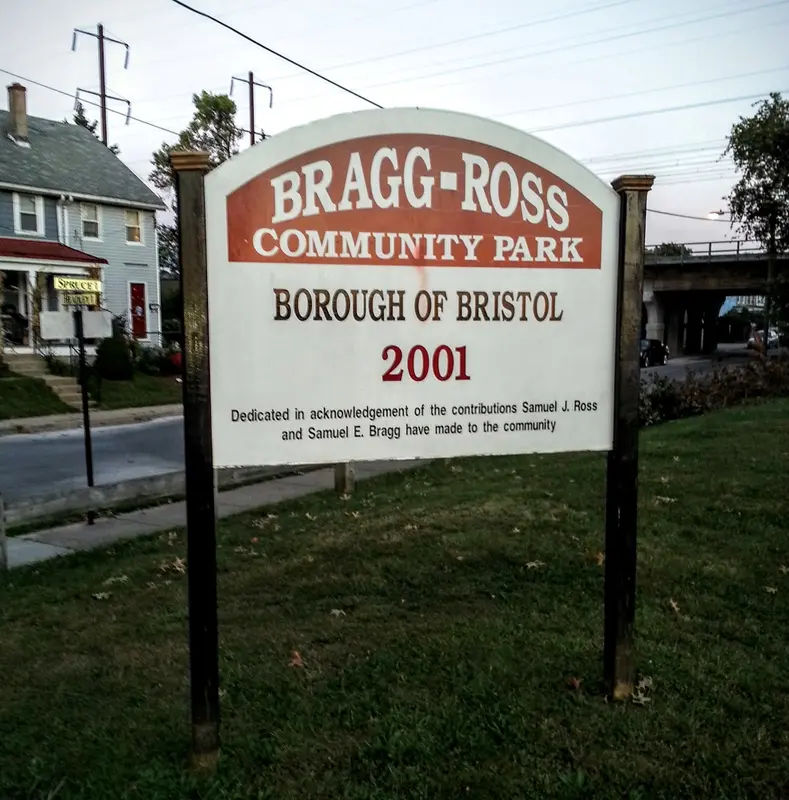 BRAGG-ROSS
COMMUNITY PARK
BOROUGH OF BRISTOL
2001
Dedicated in acknowledgement of the contributions Samuel J. Ross
and Samuel E. Bragg have made to the community
SPRUCE